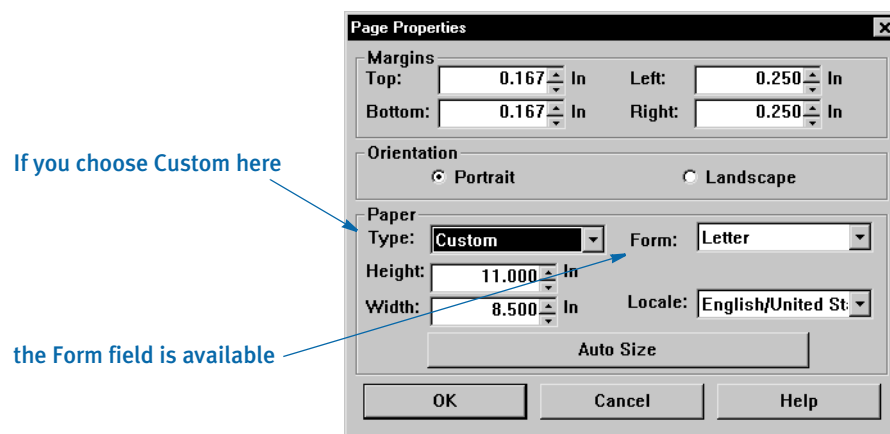 Page Properties
Margins
Top: 0.167 In Left: 0.250 In
Bottom: 0.167 In Right: 0.250 In
If you choose Custom here
Orientation
Portrait Landscape
Paper
Type: Custom Form: Letter
Height: 11.000 In
Width: 8.500 In Locale: English/United St
the Form field is available
Auto Size
OK Cancel Help